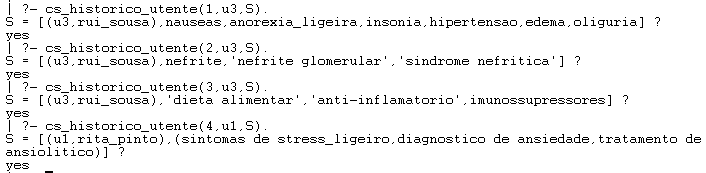 | ?- cs_historico_utente(1,u3,S).
S = [(u3,rui_sousa),nauseas,anorexia_ligeira,insonia,hipertensao,edema,oliguria] ?
yes
| ?- cs_historico_utente(2,u3,S).
S = [(u3,rui_sousa),nefrite,'nefrite glomerular','sindrome nefritica'] ?
yes
| ?- cs_historico_utente(3,u3,S).
S = [(u3,rui_sousa),'dieta alimentar','anti-inflamatorio',imunossupressores] ?
yes
| ?- cs_historico_utente(4,u1,S).
S = [(u1,rita_pinto),(sintomas de stress_ligeiro,diagnostico de ansiedade,tratamento de
ansiolitico)] ?
yes